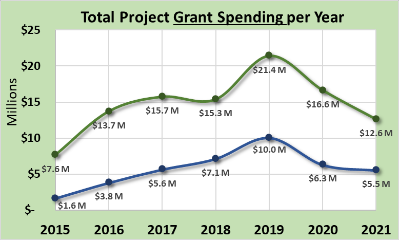 Total Project Grant Spending per Year
Millions
$25
$20
$15
$10
$5
$-
$7.6 M
$13.7 M
$15.7 M
$15.3 M
$21.4 M
$16.6 M
$12.6 M
$1.6 M
$3.8 M
$5.6 M
$7.1 M
$10.0 M
$6.3 M
$5.5 M
2015 2016 2017 2018 2019 2020 2021